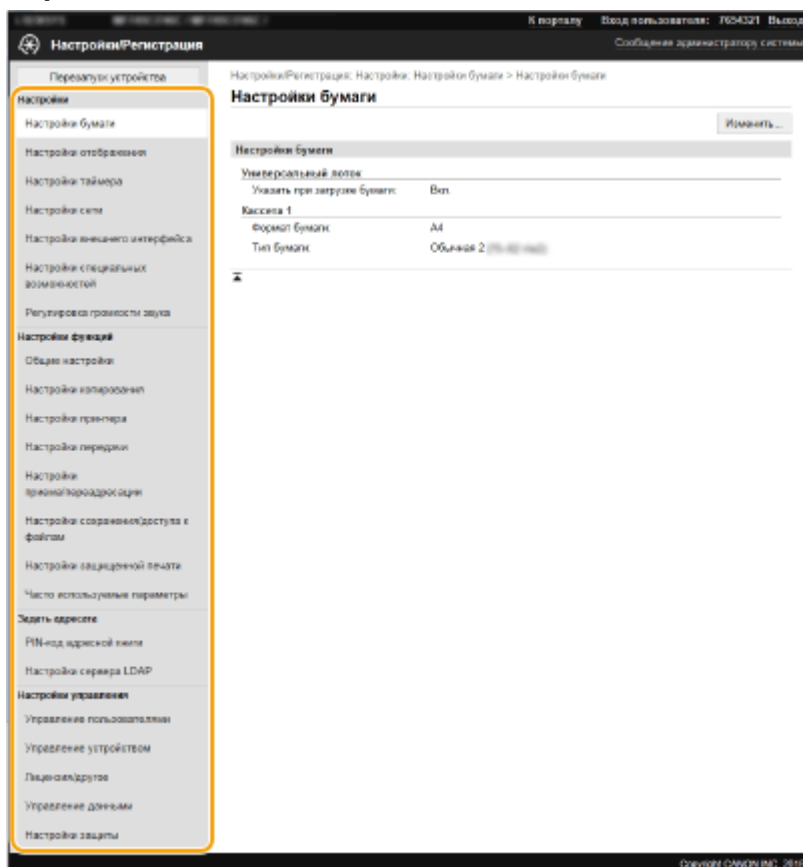 К порталу Вход пользователя: 7654321 Выход
Настройки/Регистрация
Сообщение администратору системы
Перезапуск устройства
Настройки
Настройки бумаги
Настройки отображения
Настройки таймера
Настройки сети
Настройки внешнего интерфейса
Настройки специальных
возможностей
Регулировка громкости звука
Настройки функций
Общие настройки
Настройки копирования
Настройки принтера
Настройки передачи
Настройки
приема/переадресации
Настройки сохранения/доступа к
файлам
Настройки защищенной печати
Часто используемые параметры
Задать адресата
PIN-код адресной книги
Настройки сервера LDAP
Настройки управления
Управление пользователями
Управление устройством
Лицензия/другое
Управление данными
Настройки защиты
Настройки/Регистрация: Настройки: Настройки бумаги > Настройки бумаги
Настройки бумаги
Изменить...
Настройки бумаги
Универсальный лоток
Указать при загрузке бумаги: Вкл.
Кассета 1
Формат бумаги: A4
Тип бумаги: Обычная 2
Copyright CANON INC.